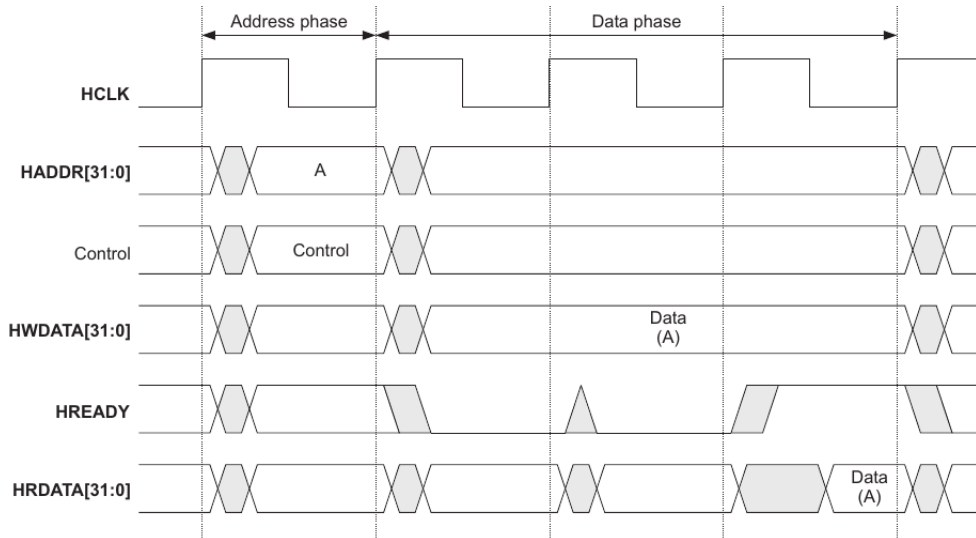 Address phase
Data phase
HCLK
HADDR[31:0]
A
Control
Control
HWDATA[31:0]
Data
(A)
HREADY
HRDATA[31:0]
Data
(A)